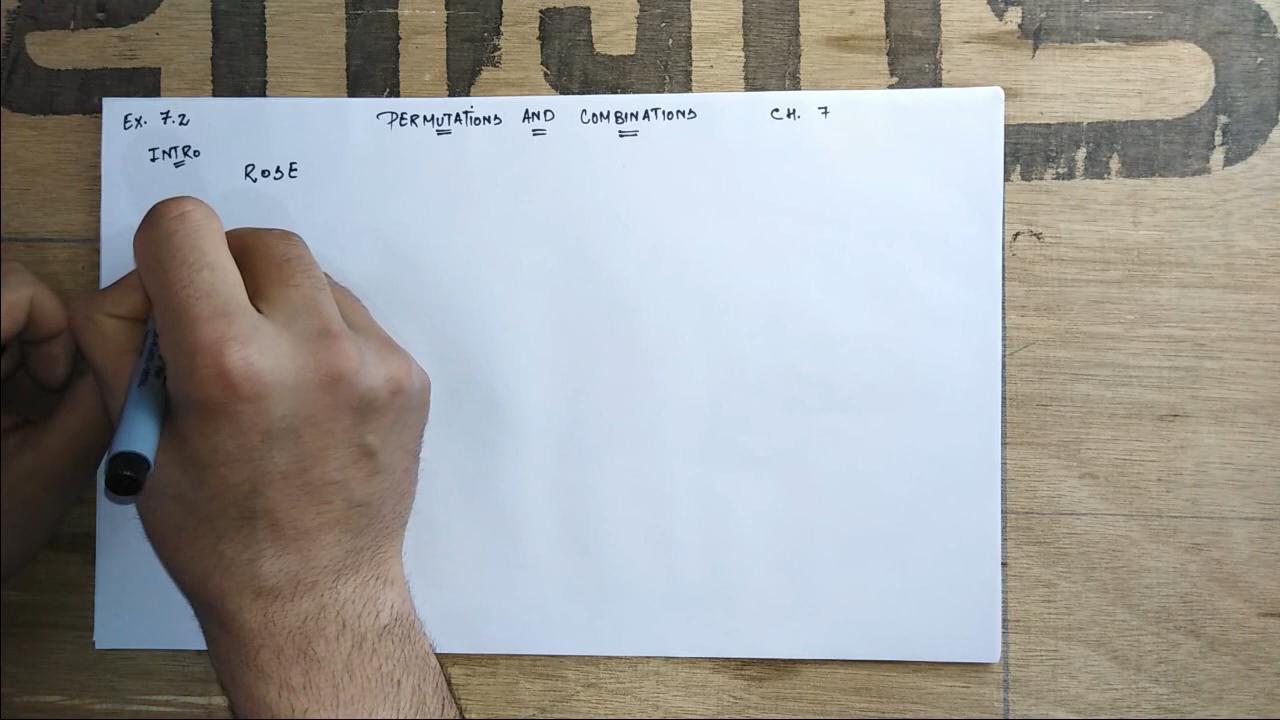 Ex. 7.2 PERMUTATIONS AND COMBINATIONS CH. 7
INTRO
ROSE